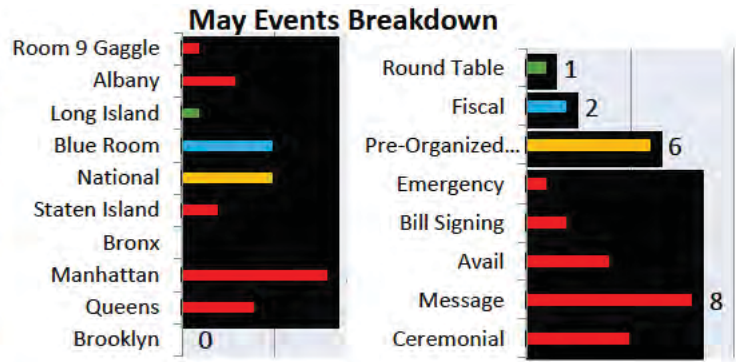 May Events Breakdown
Room 9 Gaggle
Albany
Long Island
Blue Room
National
Staten Island
Bronx
Manhattan
Queens
Brooklyn 0
Round Table 1
Fiscal 2
Pre-Organized... 6
Emergency
Bill Signing
Avail
Message 8
Ceremonial